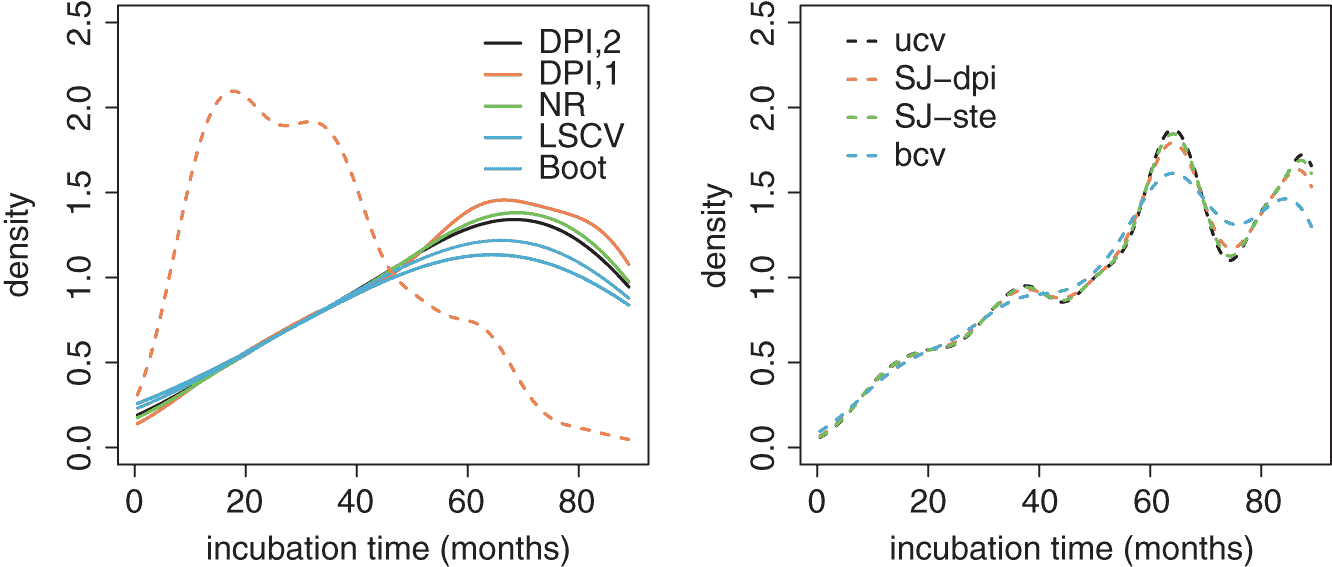 density
2.5
2.0
1.5
1.0
0.5
0.0
DPI,2
DPI,1
NR
LSCV
Boot
0 20 40 60 80
incubation time (months)
density
2.5
2.0
1.5
1.0
0.5
0.0
ucv
SJ-dpi
SJ-ste
bcv
0 20 40 60 80
incubation time (months)